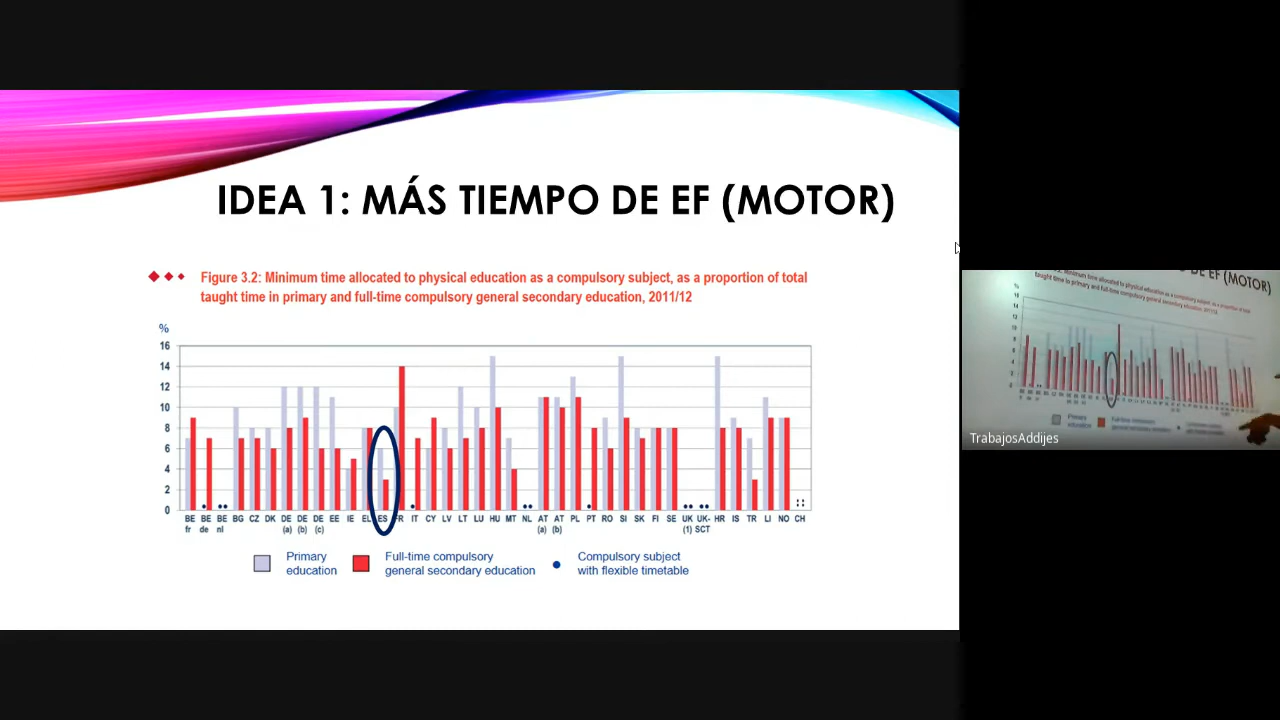 IDEA 1: MÁS TIEMPO DE EF (MOTOR)
Figure 3.2: Minimum time allocated to physical education as a compulsory subject, as a proportion of total
taught time in primary and full-time compulsory general secondary education, 2011/12
%
16
14
12
10
8
6
4
2
0
BE fr BE de BE nl BG CZ DK DE (a) DE (b) DE (c) EE IE EL ES FR IT CY LV LT LU HU MT NL AT (a) AT (b) PL PT RO SI SK FI SE UK (1) UK-SCT HR IS TR LI NO CH
Primary
education
Full-time compulsory
general secondary education
Compulsory subject
with flexible timetable
DE EF (MOTOR)
TrabajosAddijes